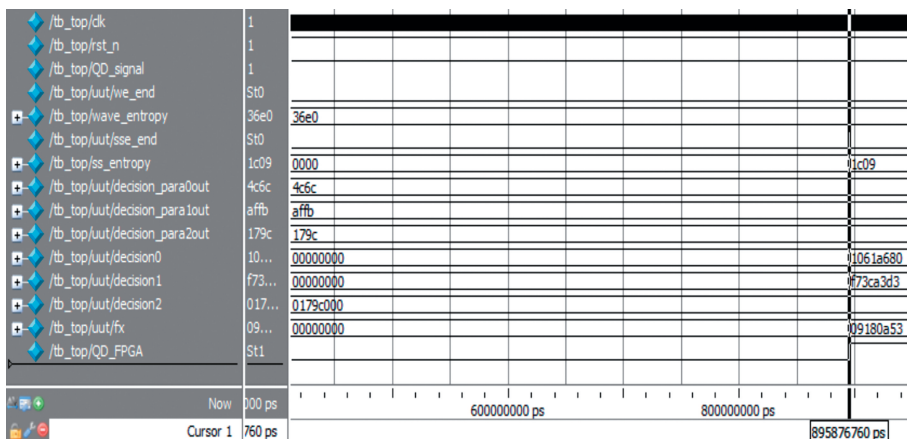 /tb_top/clk 1
/tb_top/rst_n 1
/tb_top/QD_signal 1
/tb_top/uut/we_end St0
/tb_top/wave_entropy 36e0 36e0
/tb_top/uut/sse_end St0
/tb_top/ss_entropy 1c09 0000 1c09
/tb_top/uut/decision_para0out 4c6c 4c6c
/tb_top/uut/decision_para1out affb affb
/tb_top/uut/decision_para2out 179c 179c
/tb_top/uut/decision0 10... 00000000 1061a680
/tb_top/uut/decision1 f73... 00000000 f73ca3d3
/tb_top/uut/decision2 017... 0179c000
/tb_top/uut/fx 09... 00000000 09180a53
/tb_top/QD_FPGA St1
Now 000 ps 600000000 ps 800000000 ps
Cursor 1 760 ps 895876760 ps